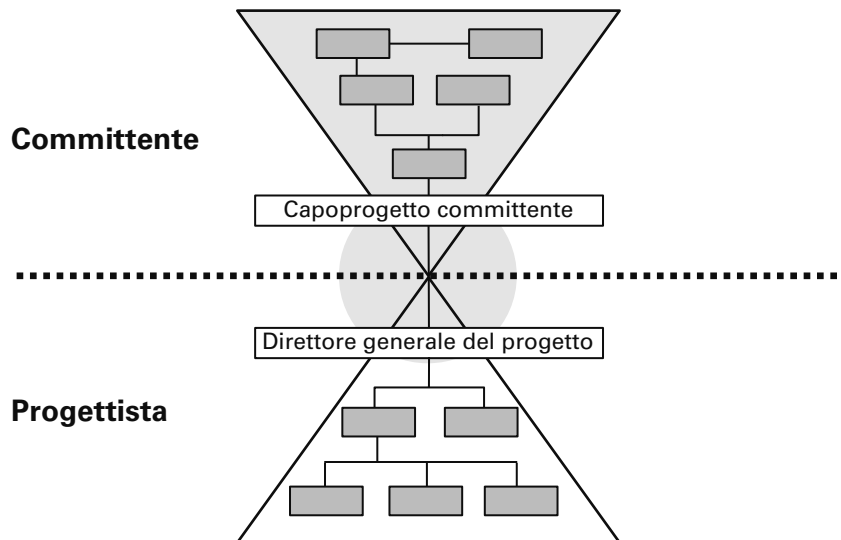 Committente
Capoprogetto committente
Direttore generale del progetto
Progettista